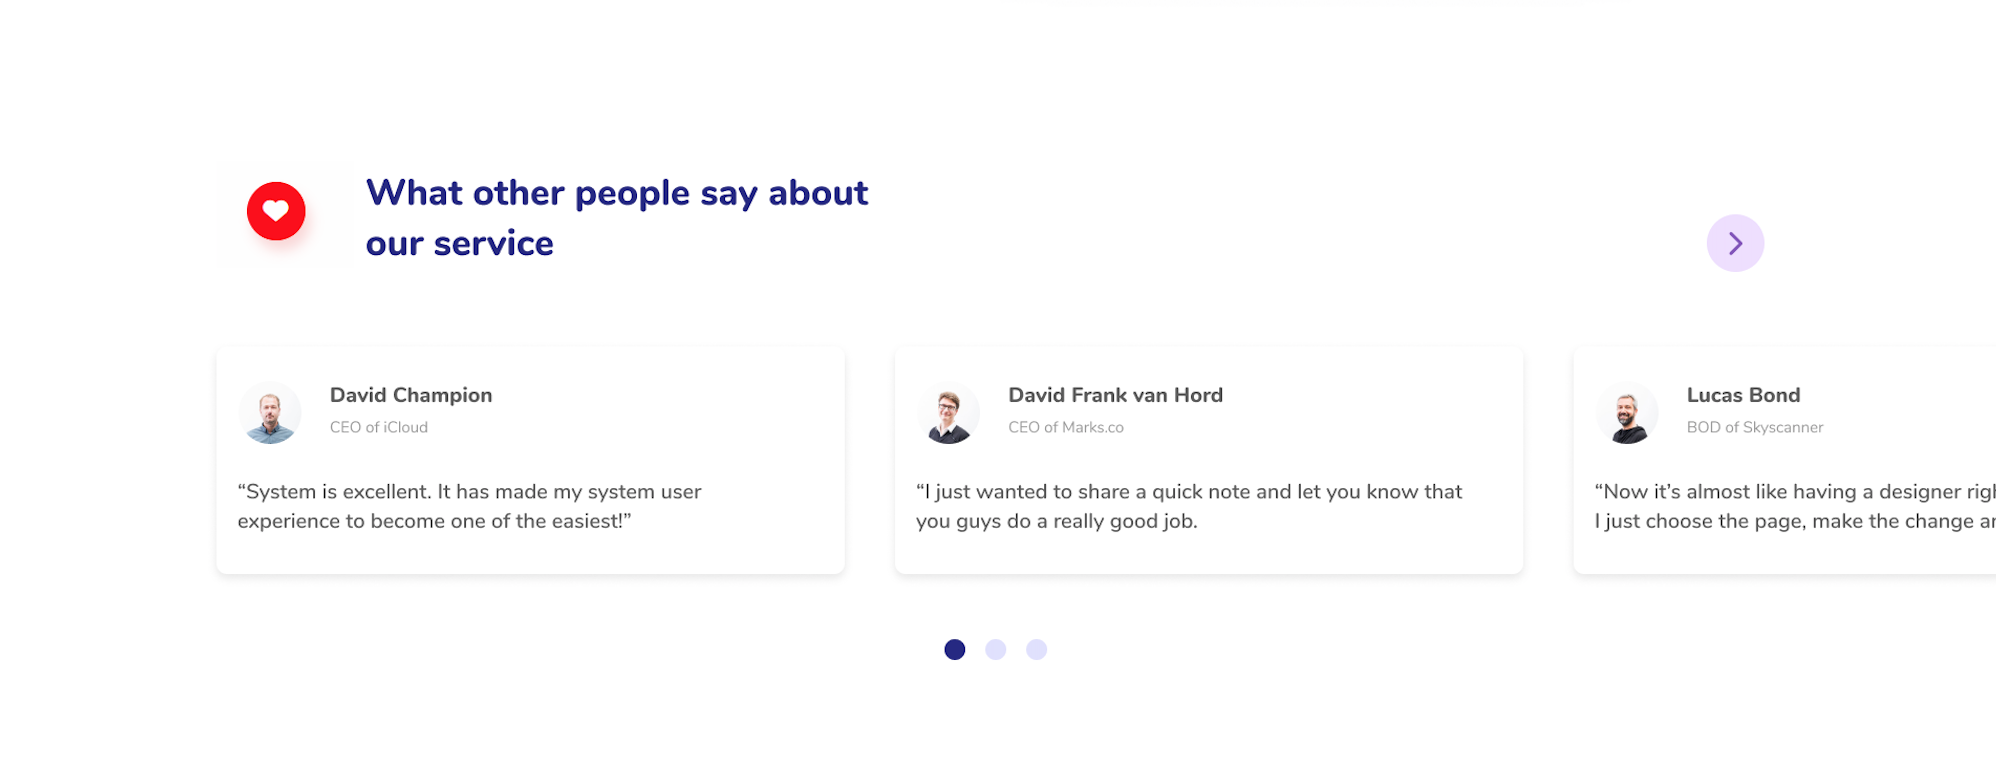 What other people say about
our service
David Champion
CEO of iCloud
“System is excellent. It has made my system user
experience to become one of the easiest!”
David Frank van Hord
CEO of Marks.co
“I just wanted to share a quick note and let you know that
you guys do a really good job.
Lucas Bond
BOD of Skyscanner
“Now it’s almost like having a designer
I just choose the page, make the change